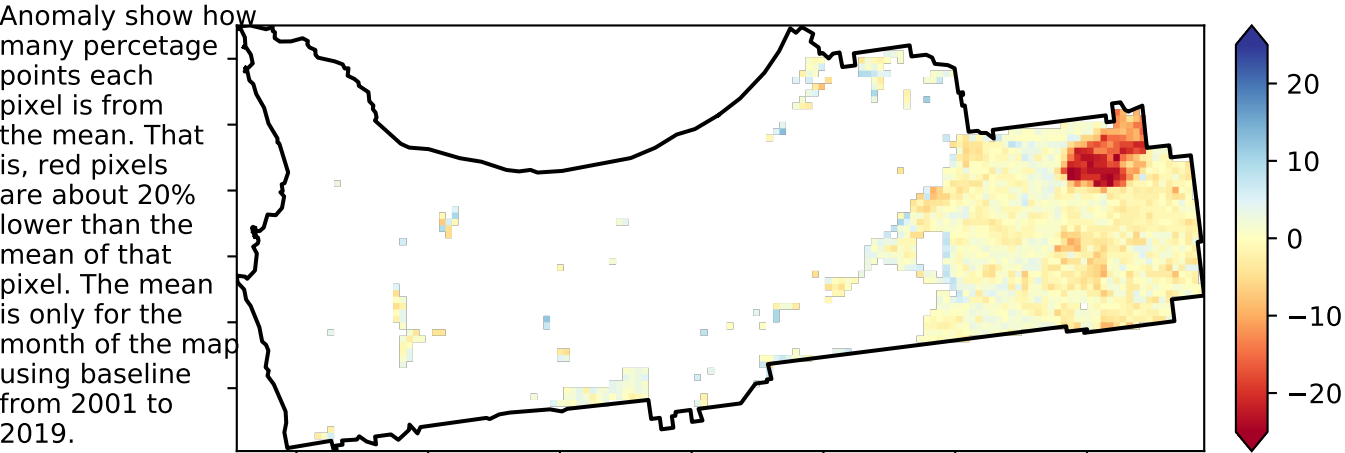 Anomaly show how
many percetage
points each
pixel is from
the mean. That
is, red pixels
are about 20%
lower than the
mean of that
pixel. The mean
is only for the
month of the map
using baseline
from 2001 to
2019.
20
10
0
−10
−20